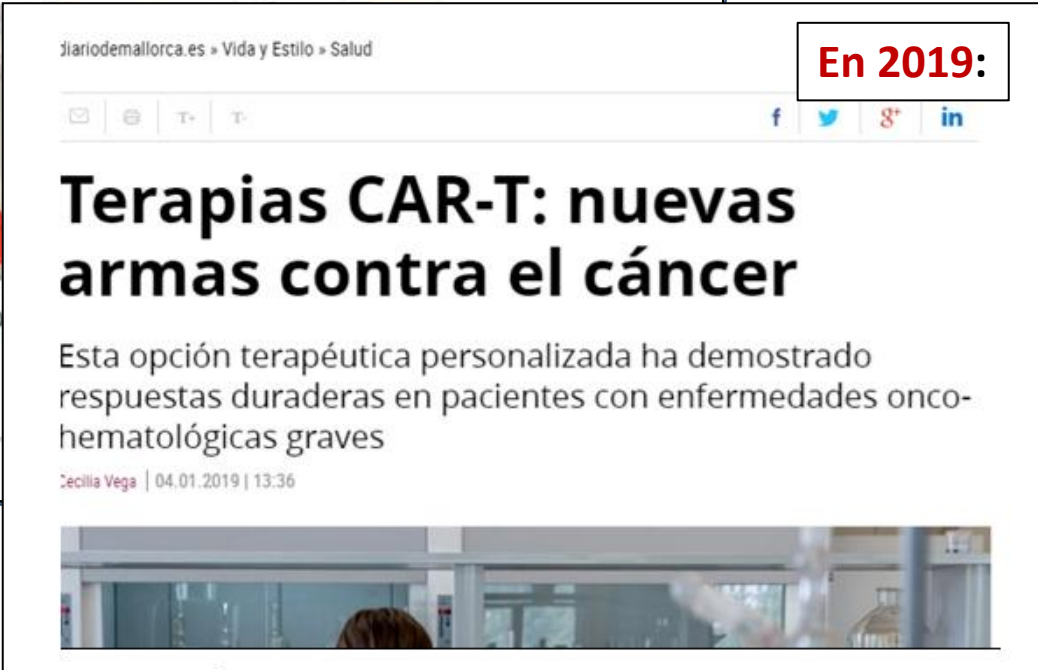 diariodemallorca.es » Vida y Estilo » Salud
En 2019:
T+ T-
f g+ in
Terapias CAR-T: nuevas
armas contra el cáncer
Esta opción terapéutica personalizada ha demostrado
respuestas duraderas en pacientes con enfermedades onco-
hematológicas graves
Cecilia Vega | 04.01.2019 | 13:36